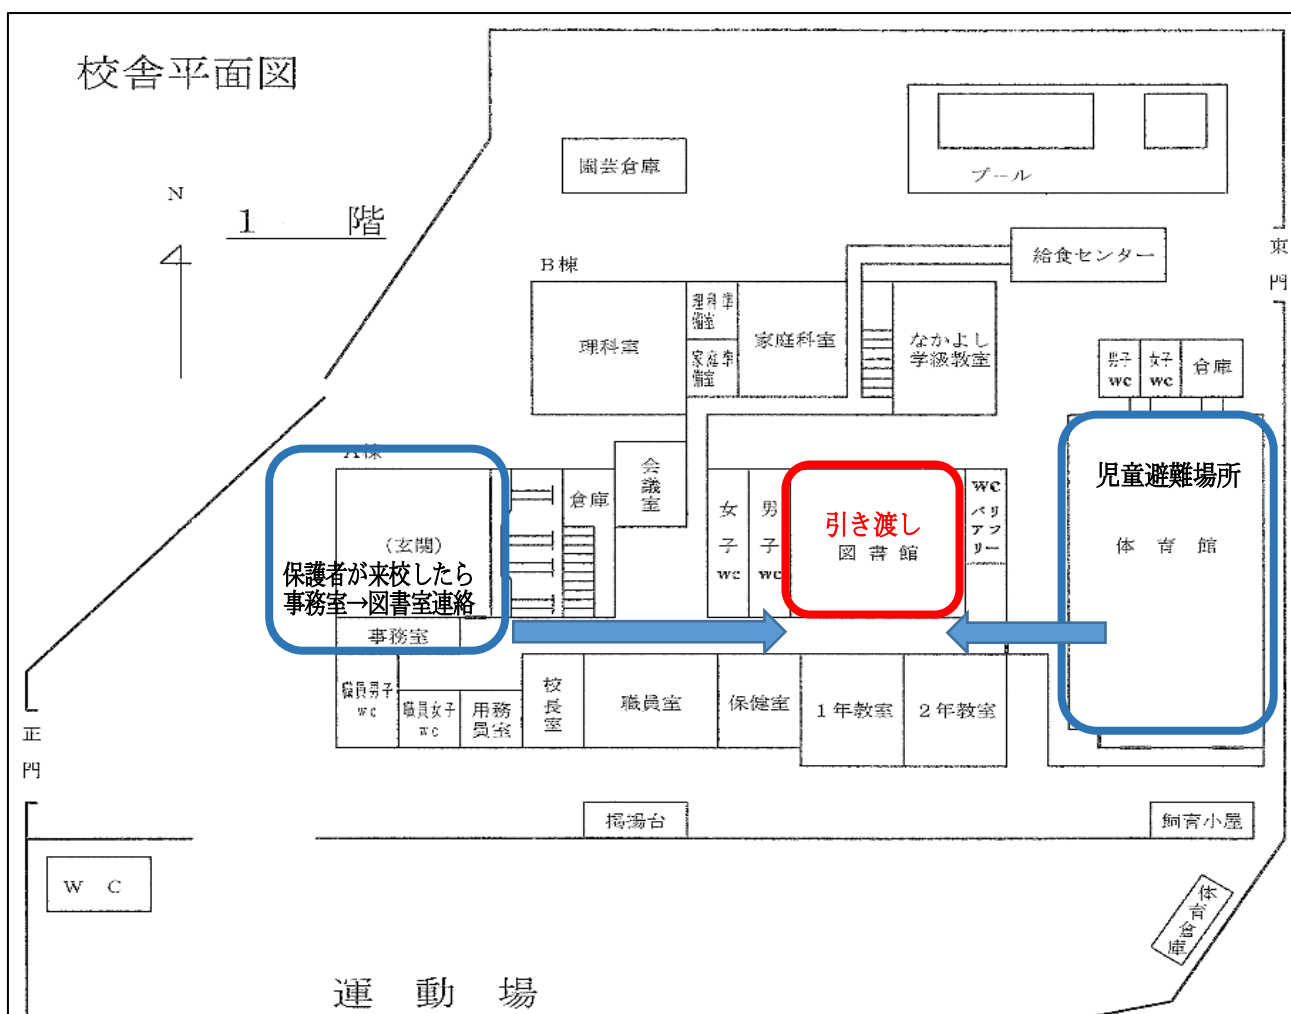 校舎平面図
N
1 階
園芸倉庫
プール
東門
給食センター
B棟
理科室
理科準備室
家庭準備室
家庭科室
なかよし
学級教室
男子
wc
女子
wc
倉庫
A棟
(玄関)
保護者が来校したら
事務室→図書室連絡
事務室
倉庫
会議室
女子wc
男子wc
引き渡し
図書館
wc
バリアフリー
児童避難場所
体育館
職員男子
wc
職員女子
wc
用務
員室
校長室
職員室
保健室
1年教室
2年教室
正門
掲揚台
飼育小屋
WC
体育倉庫
運動場